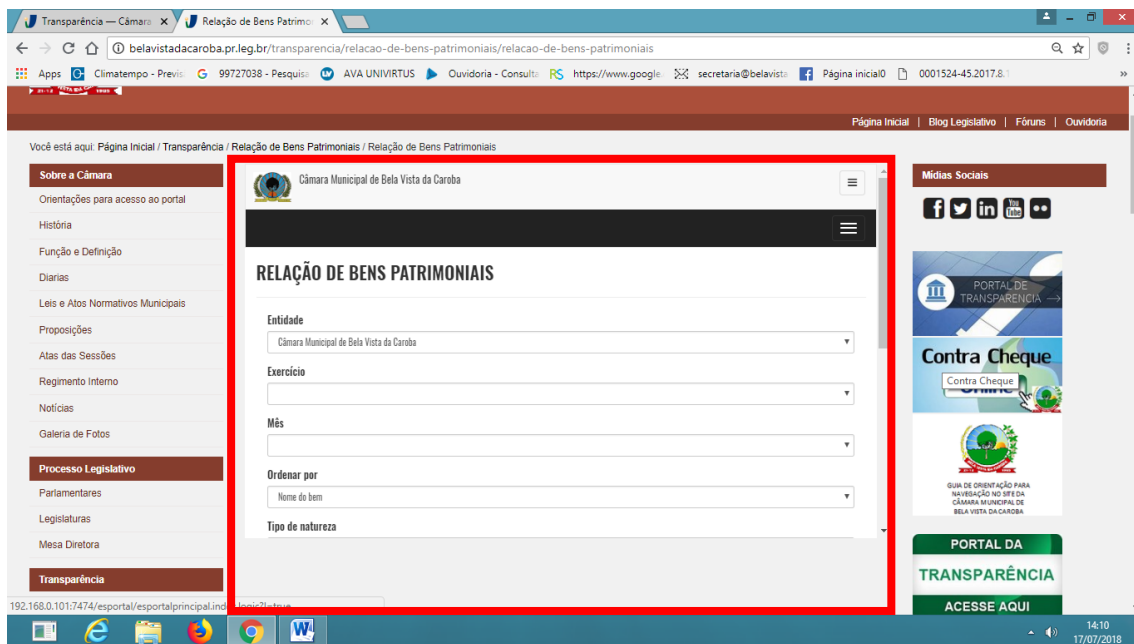 Transparência — Câmara
Relação de Bens Patrimon
belavistadacaroba.pr.leg.br/transparencia/relacao-de-bens-patrimoniais/relacao-de-bens-patrimoniais
Apps Climatempo - Previs 99727038 - Pesquisa AVA UNIVIRTUS Ouvidoria - Consulta RS https://www.google. secretaria@belavista Página inicial0 0001524-45.2017.8.1 »
Página Inicial | Blog Legislativo | Fóruns | Ouvidoria
Você está aqui: Página Inicial / Transparência / Relação de Bens Patrimoniais / Relação de Bens Patrimoniais
Sobre a Câmara
Orientações para acesso ao portal
História
Função e Definição
Diarias
Leis e Atos Normativos Municipais
Proposições
Atas das Sessões
Regimento Interno
Notícias
Galeria de Fotos
Processo Legislativo
Parlamentares
Legislaturas
Mesa Diretora
Transparência
Câmara Municipal de Bela Vista da Caroba
RELAÇÃO DE BENS PATRIMONIAIS
Entidade
Câmara Municipal de Bela Vista da Caroba
Exercício
Mês
Ordenar por
Nome do bem
Tipo de natureza
Mídias Sociais
You
Tube
PORTAL DE
TRANSPARÊNCIA
Contra Cheque
Contra Cheque
GUIA DE ORIENTAÇÃO PARA
NAVEGAÇÃO NO SITE DA
CÂMARA MUNICIPAL DE
BELA VISTA DA CAROBA
PORTAL DA
TRANSPARÊNCIA
ACESSE AQUI
14:10
17/07/2018